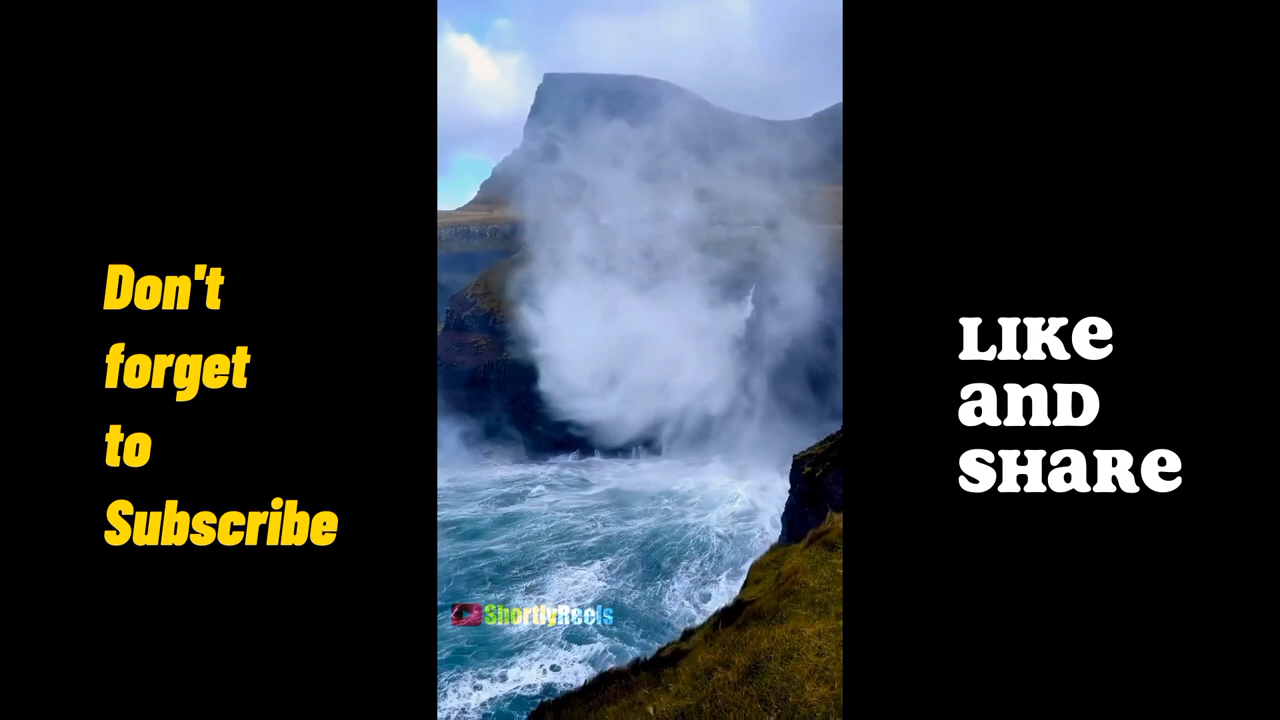 Don't
forget
to
Subscribe
LIKE
AND
SHARE
ShortlyReels